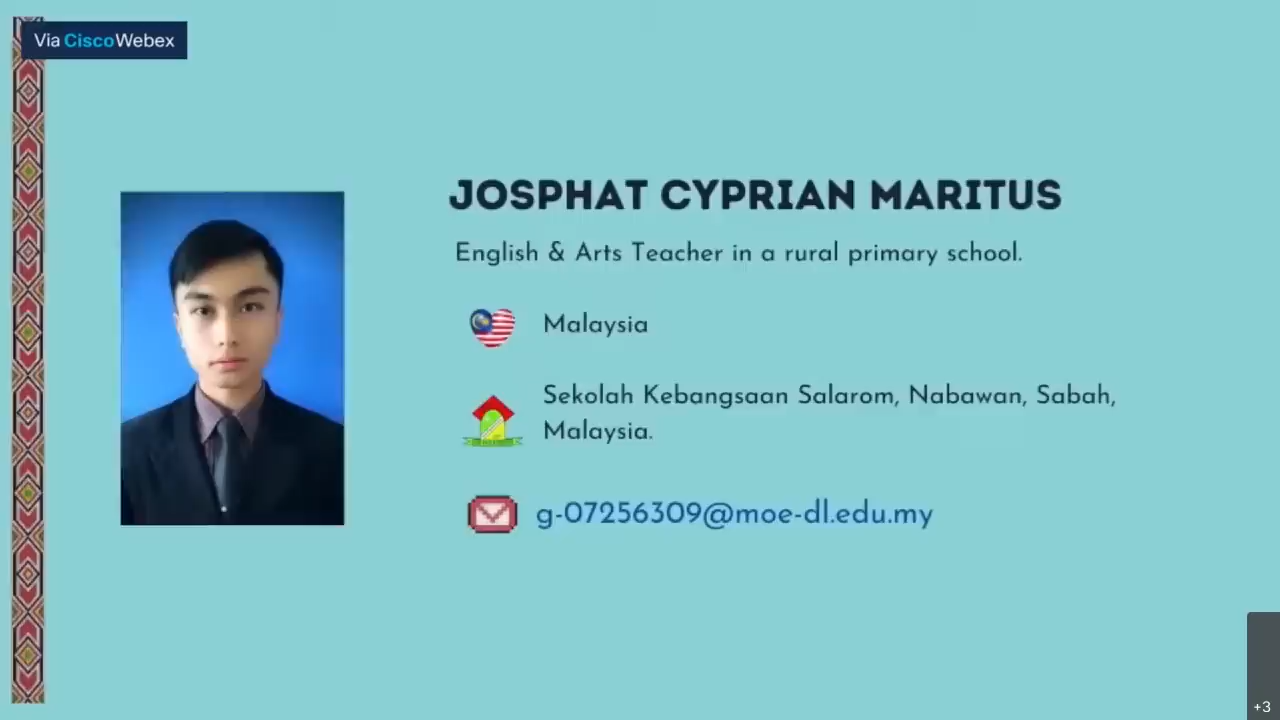 Via CiscoWebex
JOSPHAT CYPRIAN MARITUS
English & Arts Teacher in a rural primary school.
Malaysia
Sekolah Kebangsaan Salarom, Nabawan, Sabah,
Malaysia.
g-07256309@moe-dl.edu.my
+3